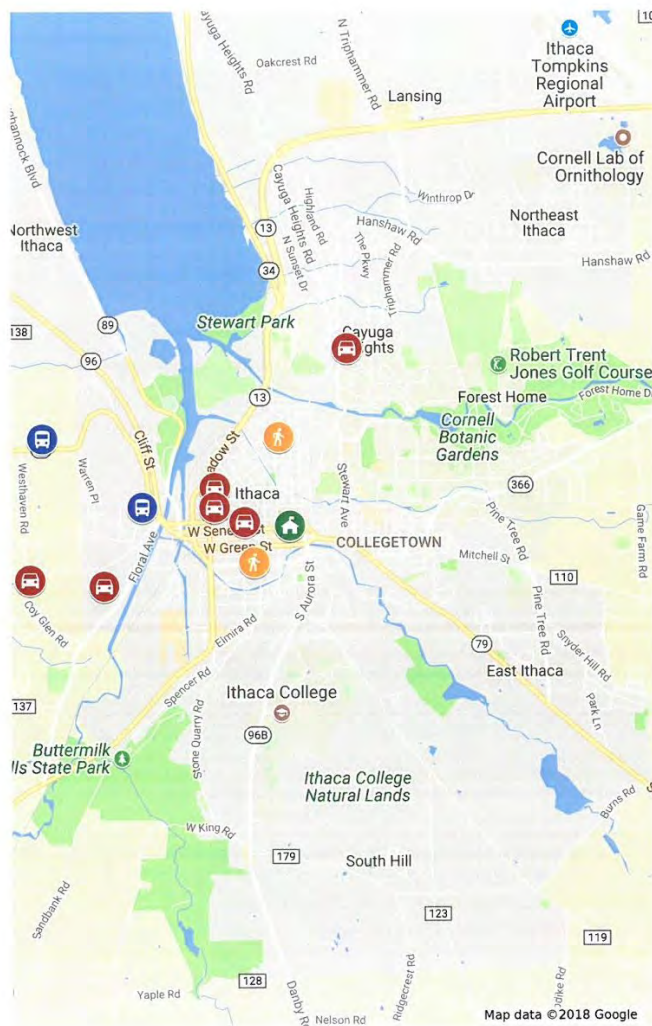 N Triphammer Rd
Cayuga Heights Rd
Oakcrest Rd
Lansing
Ithaca
Tompkins
Regional
Airport
10
Cornell Lab of
Ornithology
Winthrop Dr
Northeast
Ithaca
Hanshaw Rd
Hanshaw Rd
Highland Rd
Cayuga Heights Rd
N Sunset Dr
The Pkwy
Triphammer Rd
13
34
Northwest
Ithaca
89
138
96
Stewart Park
Cayuga
Robert Trent
Jones Golf Course
Forest Home
Forest Home Dr
Cornell
Botanic
Gardens
13
Cliff St
Westhaven Rd
Warren Pl
Stewart Ave
366
Ithaca
W Green St
COLLEGETOWN
Pine Tree Rd
Mitchell St
Game Farm Rd
110
Floral Ave
Coy Glen Rd
S Aurora St
Elmira Rd
79
Pine Tree Rd
Snyder Hill Rd
East Ithaca
Park Ln
Spencer Rd
Ithaca College
137
96B
Stone Quarry Rd
Buttermilk
lls State Park
Ithaca College
Natural Lands
Burns Rd
W King Rd
179
South Hill
Sandbank Rd
123
119
128
Yaple Rd
Danby Rd
Nelson Rd
Ridgecrest Rd
Map data ©2018 Google